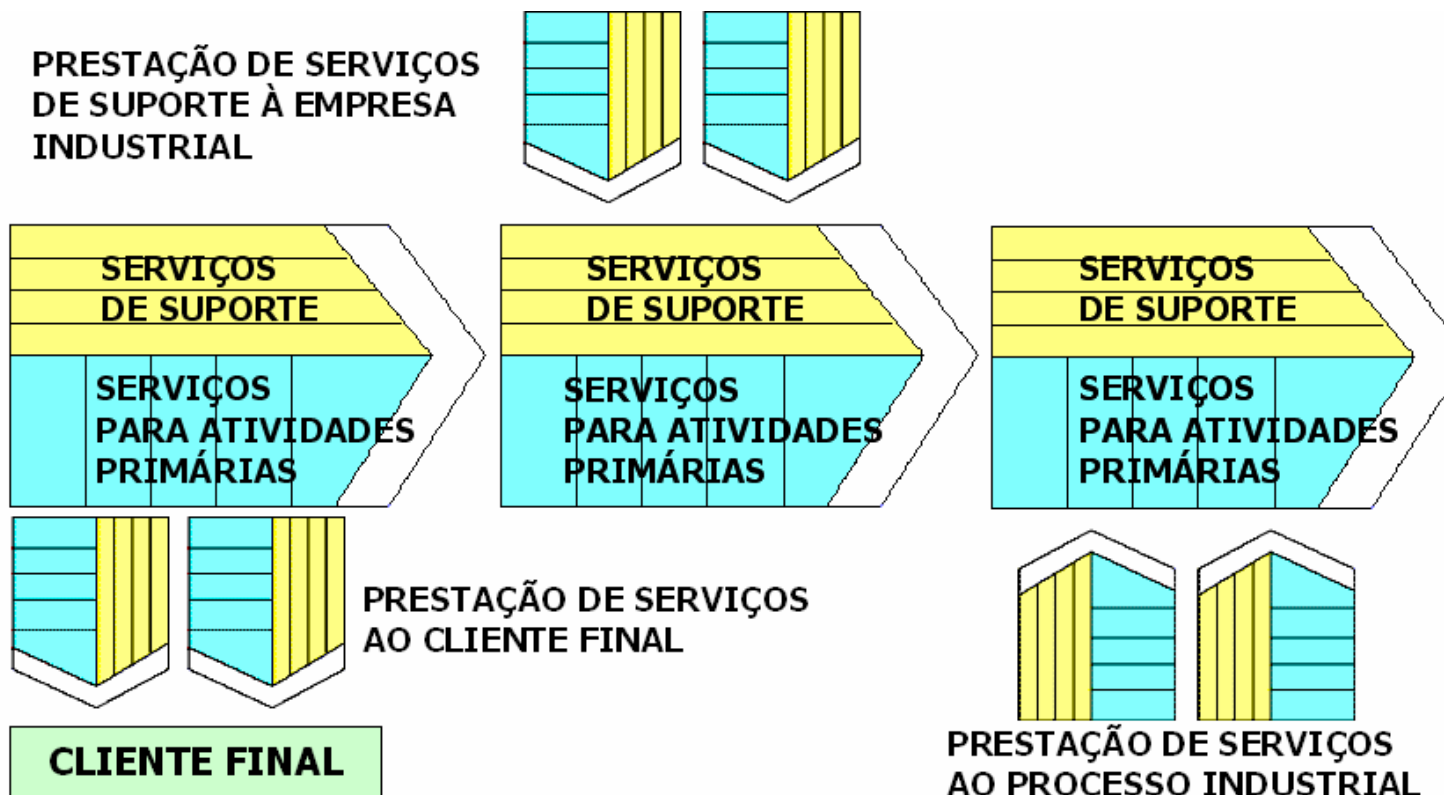 PRESTAÇÃO DE SERVIÇOS
DE SUPORTE À EMPRESA
INDUSTRIAL
SERVIÇOS
DE SUPORTE
SERVIÇOS
PARA ATIVIDADES
PRIMÁRIAS
SERVIÇOS
DE SUPORTE
SERVIÇOS
PARA ATIVIDADES
PRIMÁRIAS
SERVIÇOS
DE SUPORTE
SERVIÇOS
PARA ATIVIDADES
PRIMÁRIAS
PRESTAÇÃO DE SERVIÇOS
AO CLIENTE FINAL
CLIENTE FINAL
PRESTAÇÃO DE SERVIÇOS
AO PROCESSO INDUSTRIAL